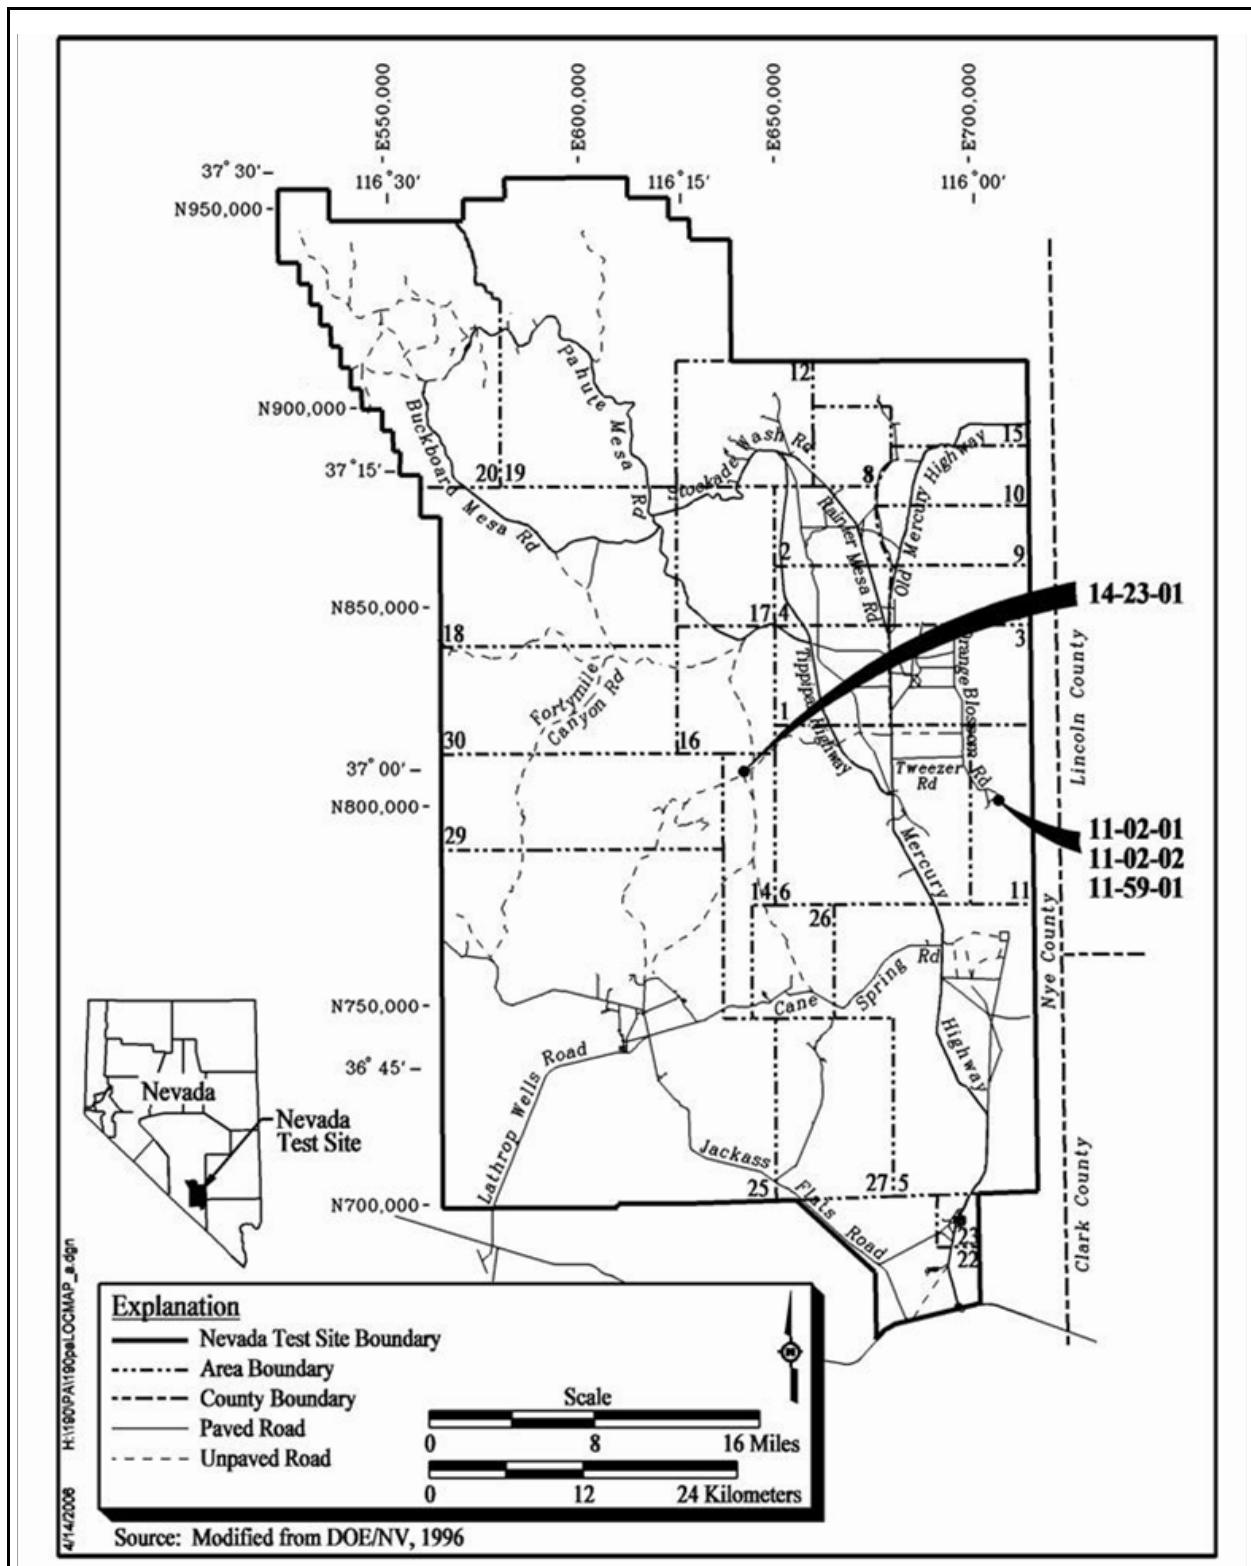 E550,000
E600,000
E650,000
E700,000
37° 30'
116° 30'
116° 15'
116° 00'
N950,000
12
N900,000
Pahute Mesa Rd
Buckboard Mesa Rd
Stockade Wash Rd
15
37° 15'
20
19
8
10
Rainier Mesa Rd
Old Mercury Highway
2
9
14-23-01
N850,000
17
4
18
3
Orange Blossom Rd
Tippipah Highway
Fortymile
Canyon Rd
Lincoln County
1
30
16
37° 00'
Tweezer
Rd
N800,000
11-02-01
11-02-02
11-59-01
29
Mercury
14
6
26
11
Nye County
Cane Spring Rd
N750,000
36° 45'
Highway
Nevada
Nevada
Test Site
Lathrop Wells Road
Jackass Flats Road
Clark County
25
27
5
N700,000
23
22
Explanation
Nevada Test Site Boundary
Area Boundary
County Boundary
Paved Road
Unpaved Road
Scale
0 8 16 Miles
0 12 24 Kilometers
Source: Modified from DOE/NV, 1996
4/14/2006 H:\190\PA\190paLOCMAP_a.dgn